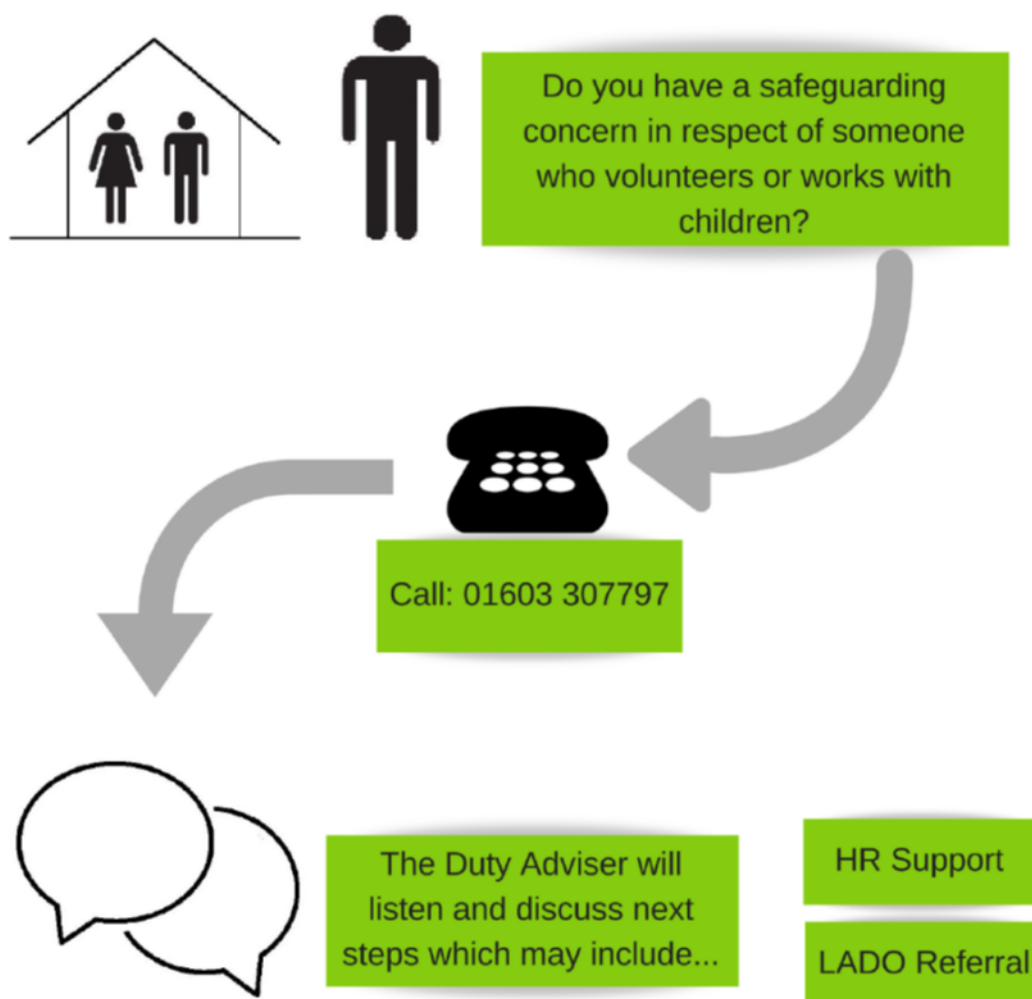 Do you have a safeguarding
concern in respect of someone
who volunteers or works with
children?
Call: 01603 307797
The Duty Adviser will
listen and discuss next
steps which may include...
HR Support
LADO Referral